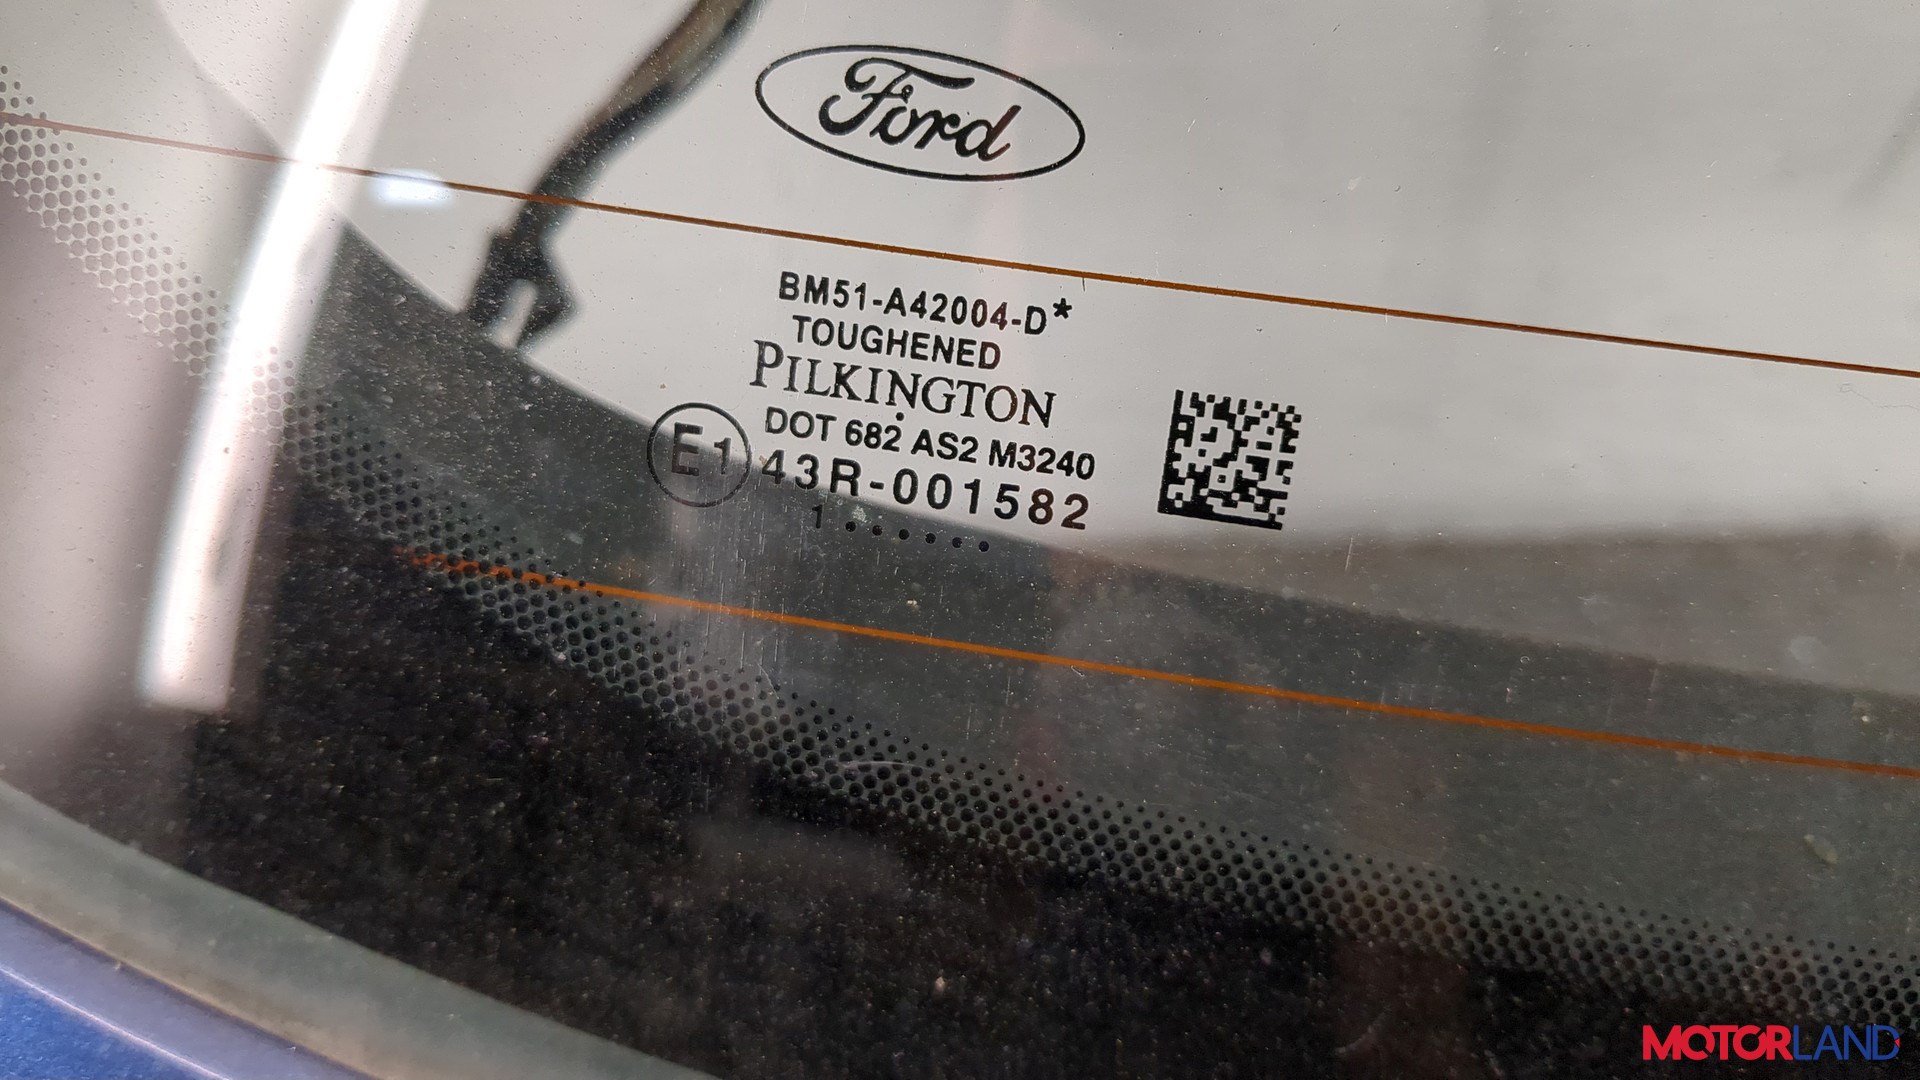 Ford
BM51-A42004-D*
TOUGHENED
PILKINGTON
E1
DOT 682 AS2 M3240
43R-001582
1.......
MOTORLAND